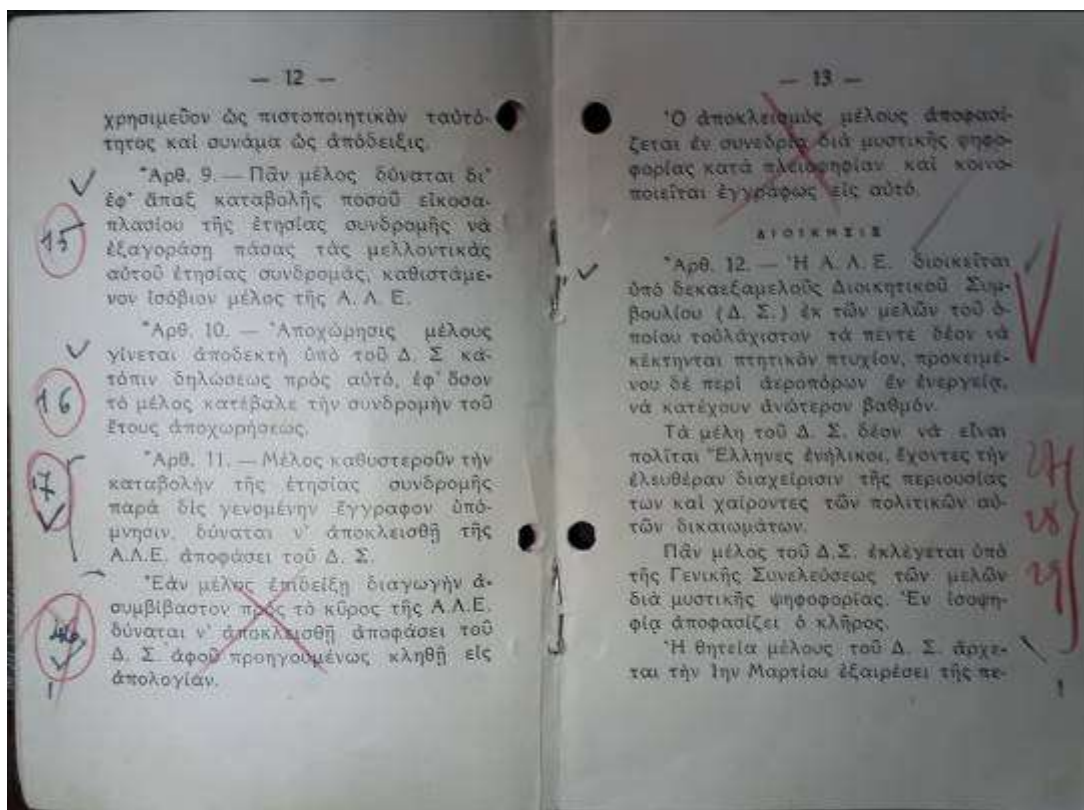 — 12 —
χρησιμεῦον ὡς πιστοποιητικὸν ταὐτό-
τητος καὶ συνάμα ὡς ἀπόδειξις.
Ἄρθ. 9. — Πᾶν μέλος δύναται δι'
ἐφ' ἅπαξ καταβολῆς ποσοῦ εἰκοσα-
πλασίου τῆς ἐτησίας συνδρομῆς νὰ
ἐξαγοράσῃ πάσας τὰς μελλοντικὰς
αὐτοῦ ἐτησίας συνδρομάς, καθιστάμε-
νον ἰσόβιον μέλος τῆς Α. Λ. Ε.
15
Ἄρθ. 10. — Ἀποχώρησις μέλους
γίνεται ἀποδεκτὴ ὑπὸ τοῦ Δ. Σ κα-
τόπιν δηλώσεως πρὸς αὐτό, ἐφ' ὅσον
τὸ μέλος κατέβαλε τὴν συνδρομὴν τοῦ
ἔτους ἀποχωρήσεως.
16
Ἄρθ. 11. — Μέλος καθυστεροῦν τὴν
καταβολὴν τῆς ἐτησίας συνδρομῆς
παρὰ δὶς γενομένην ἔγγραφον ὑπό-
μνησιν, δύναται ν' ἀποκλεισθῇ τῆς
Α.Λ.Ε. ἀποφάσει τοῦ Δ. Σ.
17
Ἐὰν μέλος ἐπιδείξῃ διαγωγὴν ἀ-
συμβίβαστον πρὸς τὸ κῦρος τῆς Α.Λ.Ε.
δύναται ν' ἀποκλεισθῇ ἀποφάσει τοῦ
Δ. Σ. ἀφοῦ προηγουμένως κληθῇ εἰς
ἀπολογίαν.
— 13 —
Ὁ ἀποκλεισμὸς μέλους ἀποφασί-
ζεται ἐν συνεδρίᾳ διὰ μυστικῆς ψηφο-
φορίας κατὰ πλειοψηφίαν καὶ κοινο-
ποιεῖται ἐγγράφως εἰς αὐτό.
ΔΙΟΙΚΗΣΙΣ
Ἄρθ. 12. — Ἡ Α. Λ. Ε. διοικεῖται
ὑπὸ δεκαεξαμελοῦς Διοικητικοῦ Συμ-
βουλίου (Δ. Σ.) ἐκ τῶν μελῶν τοῦ ὁ-
ποίου τοὐλάχιστον τὰ πεντε δέον νὰ
κέκτηνται πτητικὸν πτυχίον, προκειμέ-
νου δὲ περὶ ἀεροπόρων ἐν ἐνεργείᾳ,
νὰ κατέχουν ἀνώτερον βαθμόν.
Τὰ μέλη τοῦ Δ. Σ. δέον νὰ εἶναι
πολῖται Ἕλληνες ἐνήλικοι, ἔχοντες τὴν
ἐλευθέραν διαχείρισιν τῆς περιουσίας
των καὶ χαίροντες τῶν πολιτικῶν αὐ-
τῶν δικαιωμάτων.
Πᾶν μέλος τοῦ Δ.Σ. ἐκλέγεται ὑπὸ
τῆς Γενικῆς Συνελεύσεως τῶν μελῶν
διὰ μυστικῆς ψηφοφορίας. Ἐν ἰσοψη-
φίᾳ ἀποφασίζει ὁ κλῆρος.
Ἡ θητεία μέλους τοῦ Δ. Σ. ἄρχε-
ται τὴν 1ην Μαρτίου ἐξαιρέσει τῆς πε-
27
28
29